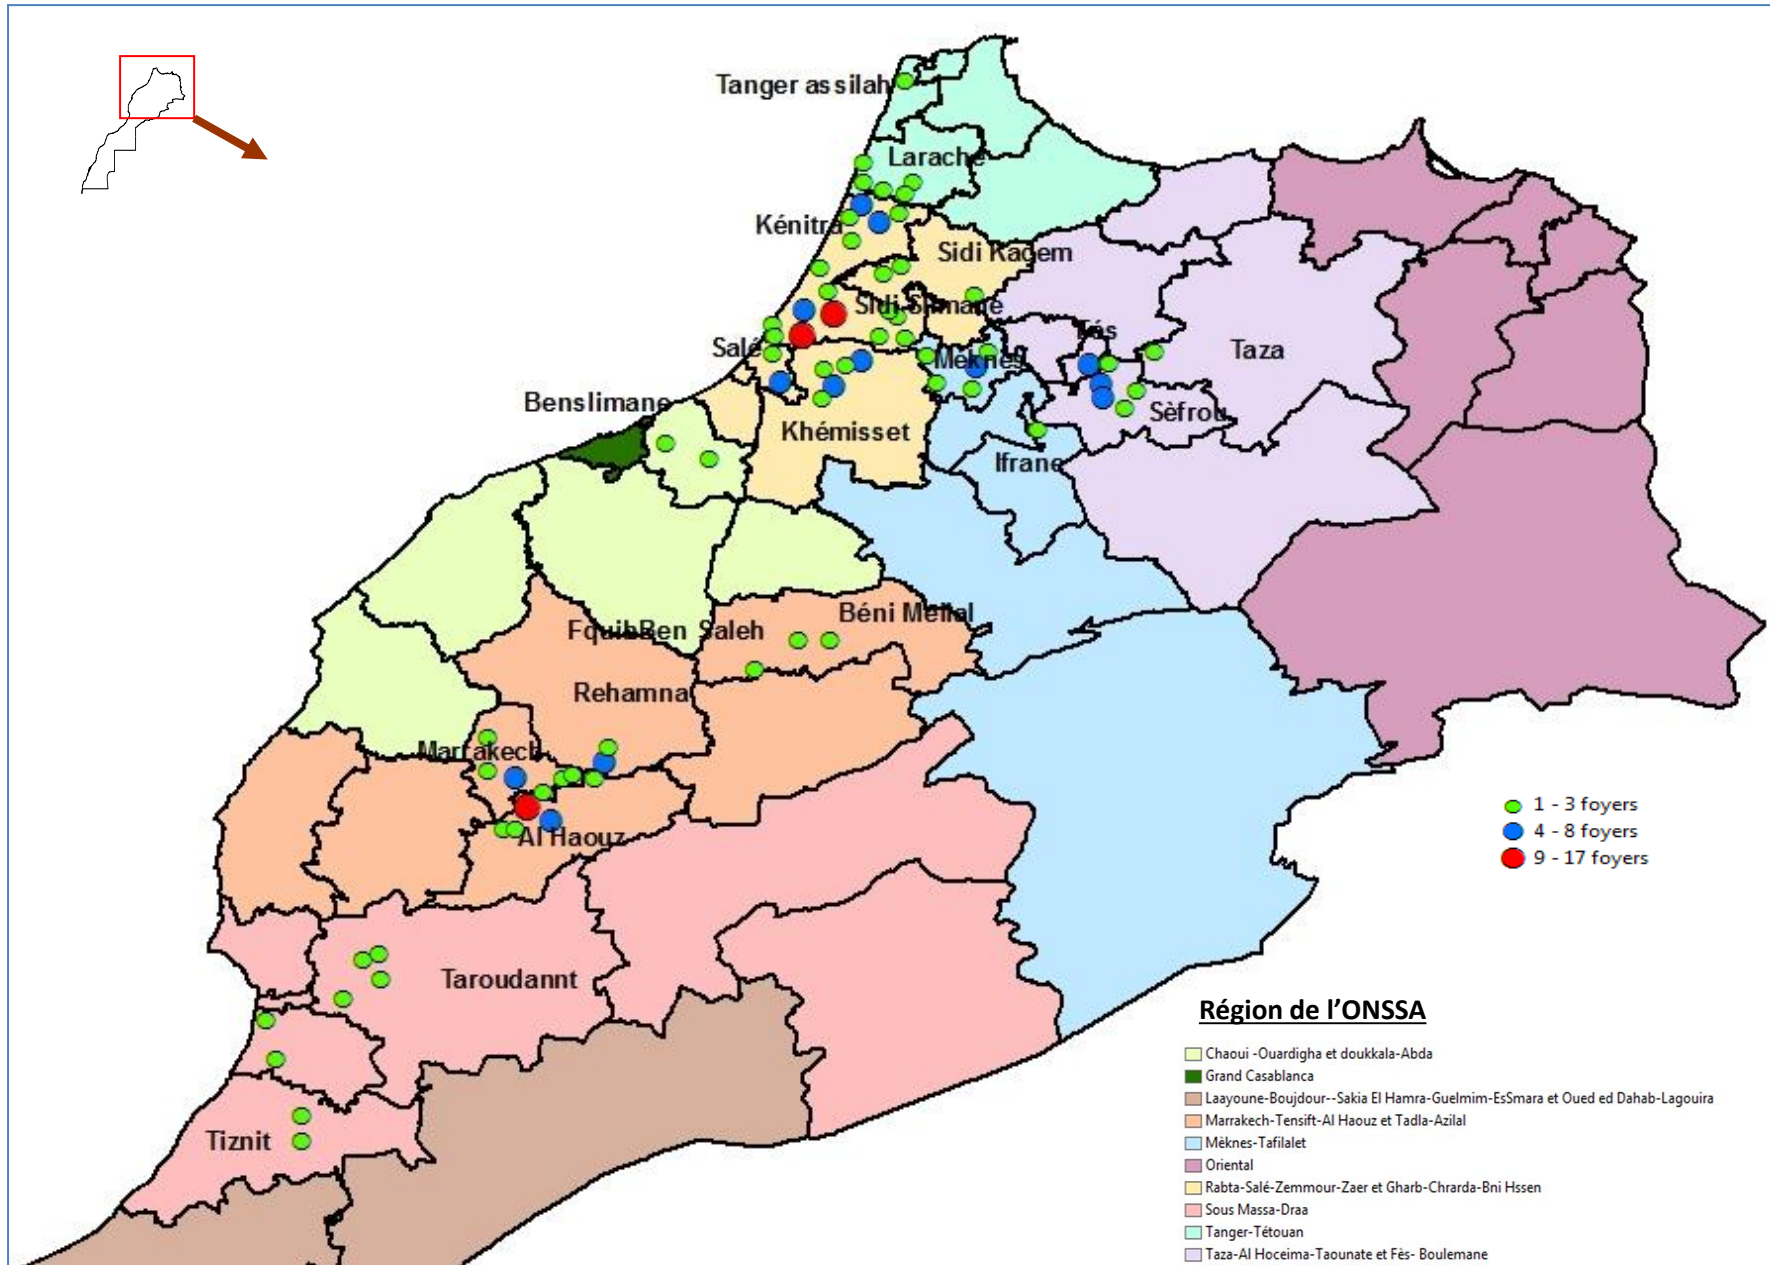 Tanger assilah
Larache
Kénitra
Sidi Kacem
Sidi Slimane
Fés
Salé
Mèknes
Taza
Benslimane
Sèfrou
Khémisset
Ifrane
Béni Mellal
FquihBen Saleh
Rehamna
Marrakech
1 - 3 foyers
4 - 8 foyers
9 - 17 foyers
Al Haouz
Taroudannt
Tiznit
Région de l’ONSSA
Chaoui -Ouardigha et doukkala-Abda
Grand Casablanca
Laayoune-Boujdour--Sakia El Hamra-Guelmim-EsSmara et Oued ed Dahab-Lagouira
Marrakech-Tensift-Al Haouz et Tadla-Azilal
Mèknes-Tafilalet
Oriental
Rabta-Salé-Zemmour-Zaer et Gharb-Chrarda-Bni Hssen
Sous Massa-Draa
Tanger-Tétouan
Taza-Al Hoceima-Taounate et Fès- Boulemane